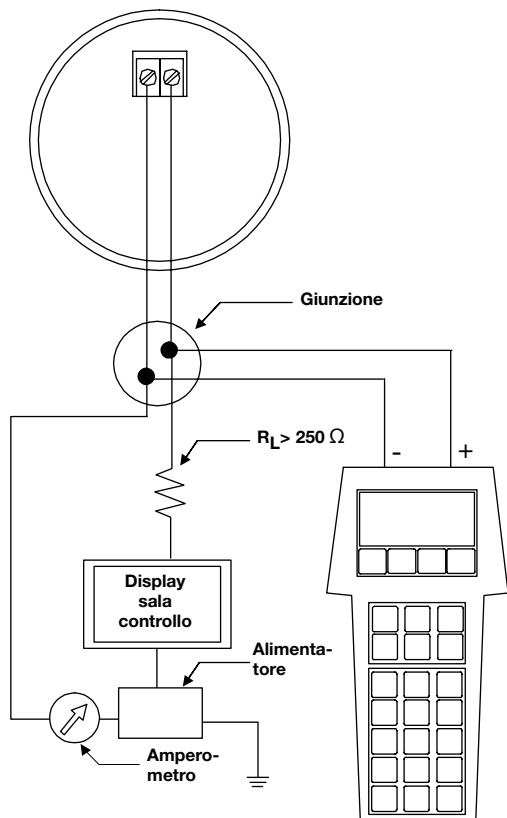 Giunzione
RL> 250 Ω
- +
Display
sala
controllo
Alimenta-
tore
Ampero-
metro